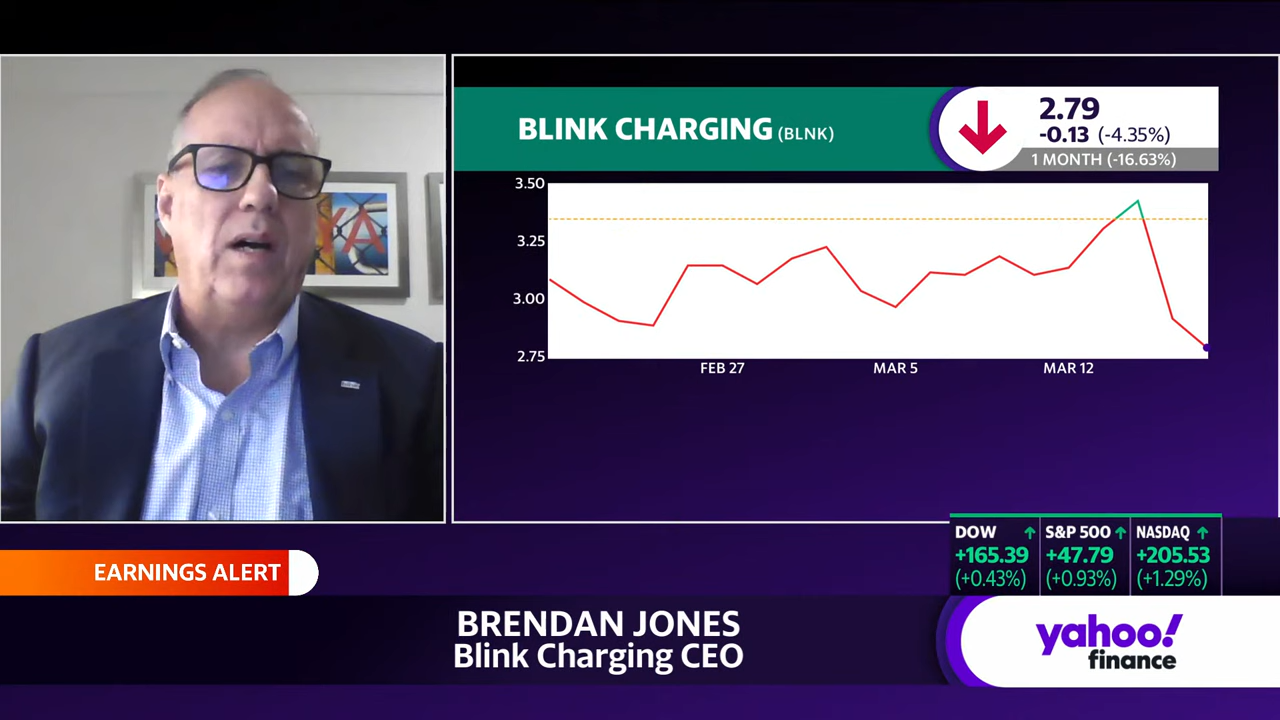 BLINK CHARGING (BLNK)
2.79
-0.13 (-4.35%)
1 MONTH (-16.63%)
3.50
3.25
3.00
2.75
FEB 27 MAR 5 MAR 12
YA
DOW S&P 500 NASDAQ
+165.39 +47.79 +205.53
(+0.43%) (+0.93%) (+1.29%)
EARNINGS ALERT
BRENDAN JONES
Blink Charging CEO
yahoo!
finance